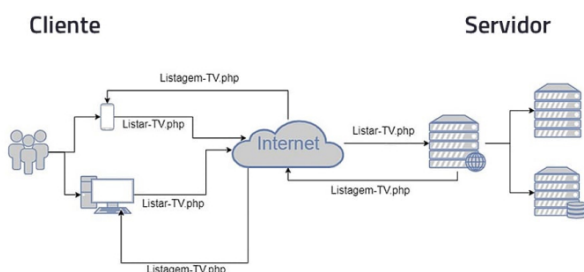 Cliente
Servidor
Listagem-TV.php
Listar-TV.php
Internet
Listar-TV.php
Listagem-TV.php
Listar-TV.php
Listagem-TV.php